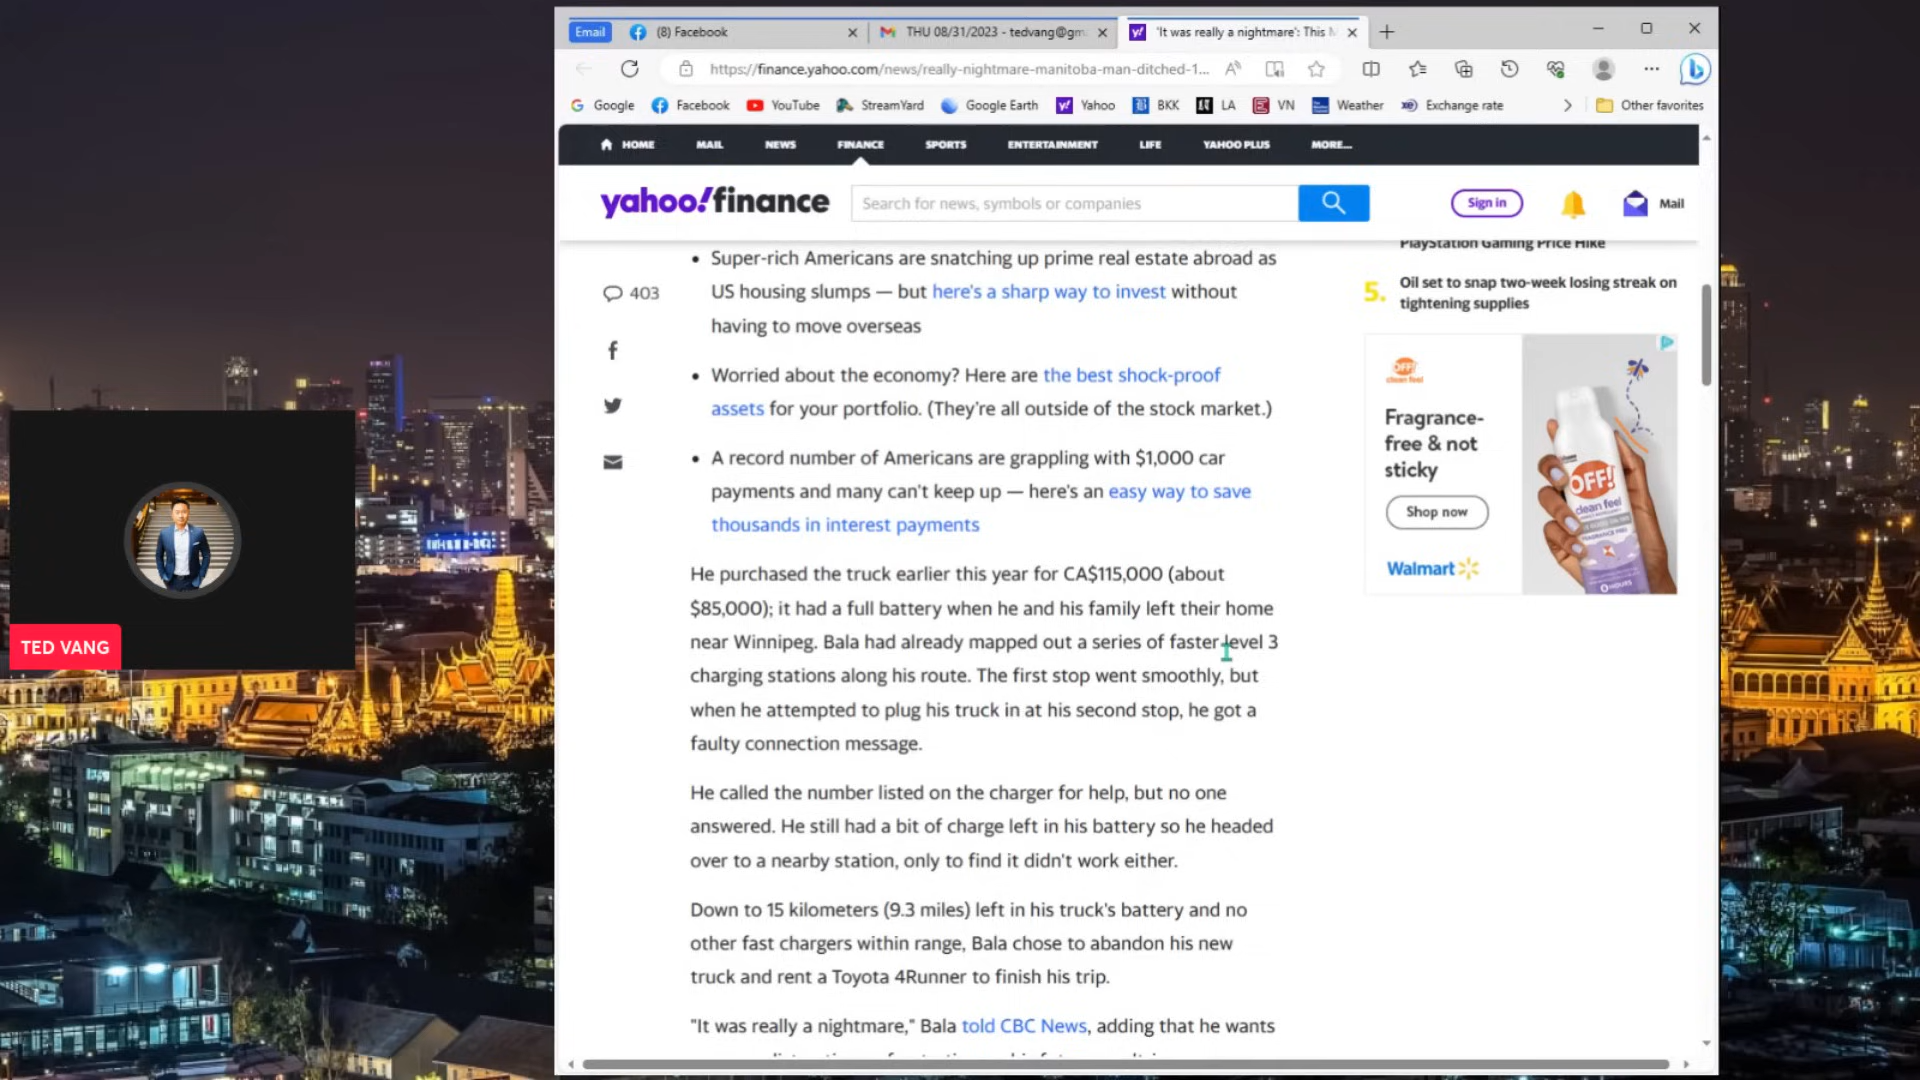 Email
(8) Facebook
THU 08/31/2023 - tedvang@gm
'It was really a nightmare': This M
https://finance.yahoo.com/news/really-nightmare-manitoba-man-ditched-1...
Google
Facebook
YouTube
StreamYard
Google Earth
Yahoo
BKK
LA
VN
Weather
Exchange rate
Other favorites
HOME
MAIL
NEWS
FINANCE
SPORTS
ENTERTAINMENT
LIFE
YAHOO PLUS
MORE...
yahoo!finance
Search for news, symbols or companies
Sign in
Mail
403
• Super-rich Americans are snatching up prime real estate abroad as
US housing slumps — but here's a sharp way to invest without
having to move overseas
• Worried about the economy? Here are the best shock-proof
assets for your portfolio. (They're all outside of the stock market.)
• A record number of Americans are grappling with $1,000 car
payments and many can't keep up — here's an easy way to save
thousands in interest payments
He purchased the truck earlier this year for CA$115,000 (about
$85,000); it had a full battery when he and his family left their home
near Winnipeg. Bala had already mapped out a series of faster level 3
charging stations along his route. The first stop went smoothly, but
when he attempted to plug his truck in at his second stop, he got a
faulty connection message.
He called the number listed on the charger for help, but no one
answered. He still had a bit of charge left in his battery so he headed
over to a nearby station, only to find it didn't work either.
Down to 15 kilometers (9.3 miles) left in his truck's battery and no
other fast chargers within range, Bala chose to abandon his new
truck and rent a Toyota 4Runner to finish his trip.
"It was really a nightmare," Bala told CBC News, adding that he wants
PlayStation Gaming Price Hike
5. Oil set to snap two-week losing streak on
tightening supplies
OFF!
clean feel
Fragrance-
free & not
sticky
Shop now
Walmart
OFF!
clean feel
TED VANG